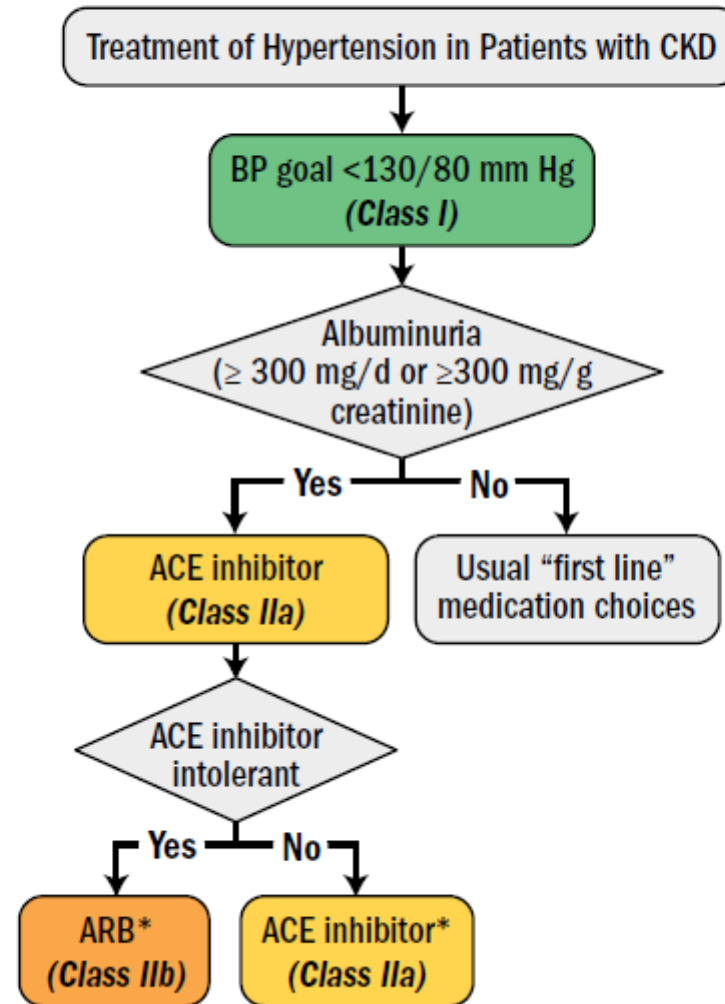 Treatment of Hypertension in Patients with CKD
BP goal <130/80 mm Hg
(Class I)
Albuminuria
(≥ 300 mg/d or ≥300 mg/g
creatinine)
Yes
No
ACE inhibitor
(Class IIa)
Usual “first line”
medication choices
ACE inhibitor
intolerant
Yes
No
ARB*
(Class IIb)
ACE inhibitor*
(Class IIa)